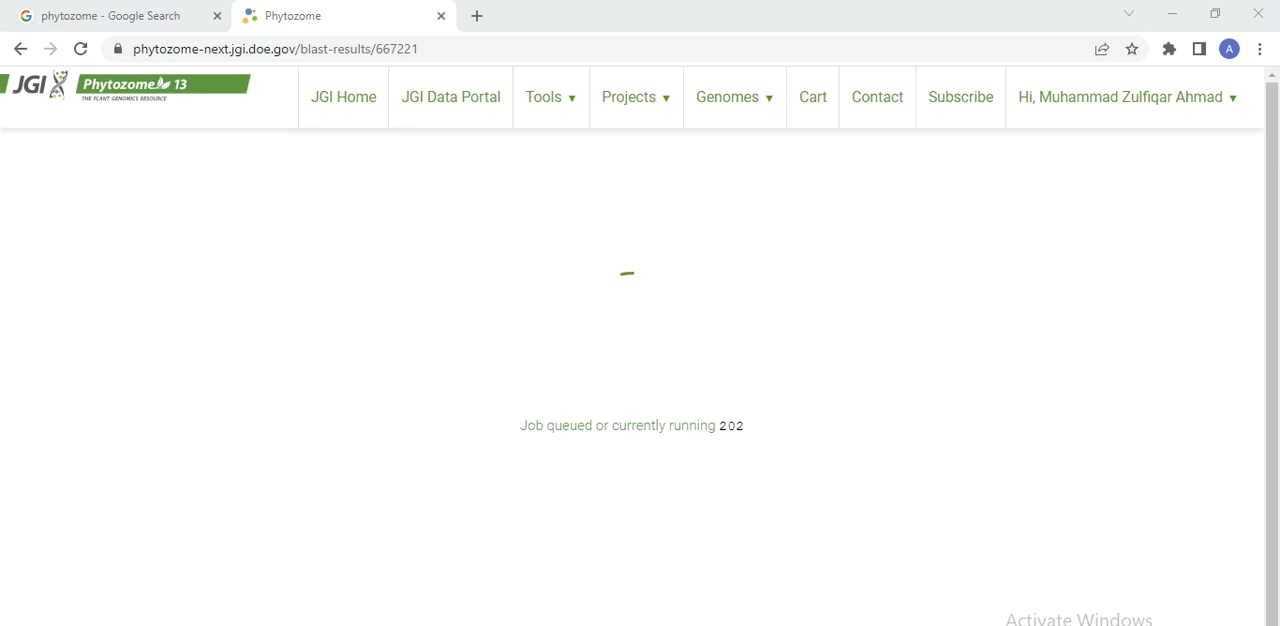 phytozome - Google Search
Phytozome
phytozome-next.jgi.doe.gov/blast-results/667221
A
JGI Phytozome 13
THE PLANT GENOMICS RESOURCE
JGI Home
JGI Data Portal
Tools ▼
Projects ▼
Genomes ▼
Cart
Contact
Subscribe
Hi, Muhammad Zulfiqar Ahmad ▼
Job queued or currently running 202
Activate Windows